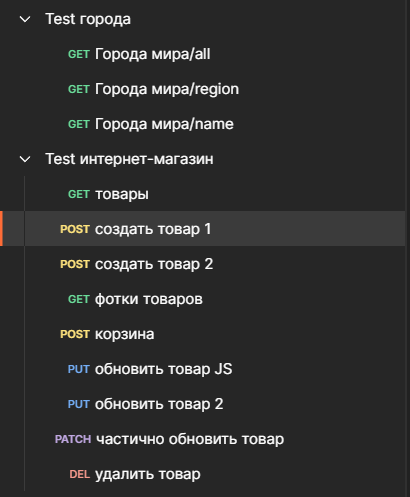 Test города
GET Города мира/all
GET Города мира/region
GET Города мира/name
Test интернет-магазин
GET товары
POST создать товар 1
POST создать товар 2
GET фотки товаров
POST корзина
PUT обновить товар JS
PUT обновить товар 2
PATCH частично обновить товар
DEL удалить товар